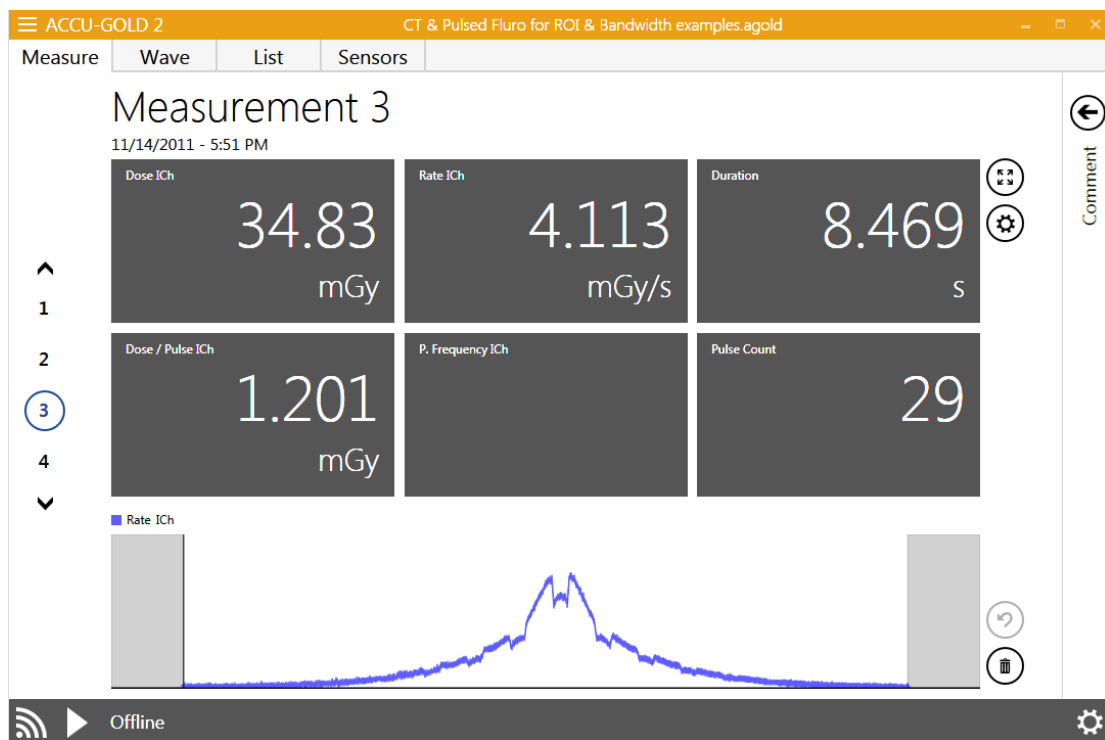 ACCU-GOLD 2
CT & Pulsed Fluro for ROI & Bandwidth examples.agold
Measure Wave List Sensors
Measurement 3
11/14/2011 - 5:51 PM
Dose ICh
34.83
mGy
Rate ICh
4.113
mGy/s
Duration
8.469
s
Comment
1
2
3
4
Dose / Pulse ICh
1.201
mGy
P. Frequency ICh
Pulse Count
29
Rate ICh
Offline